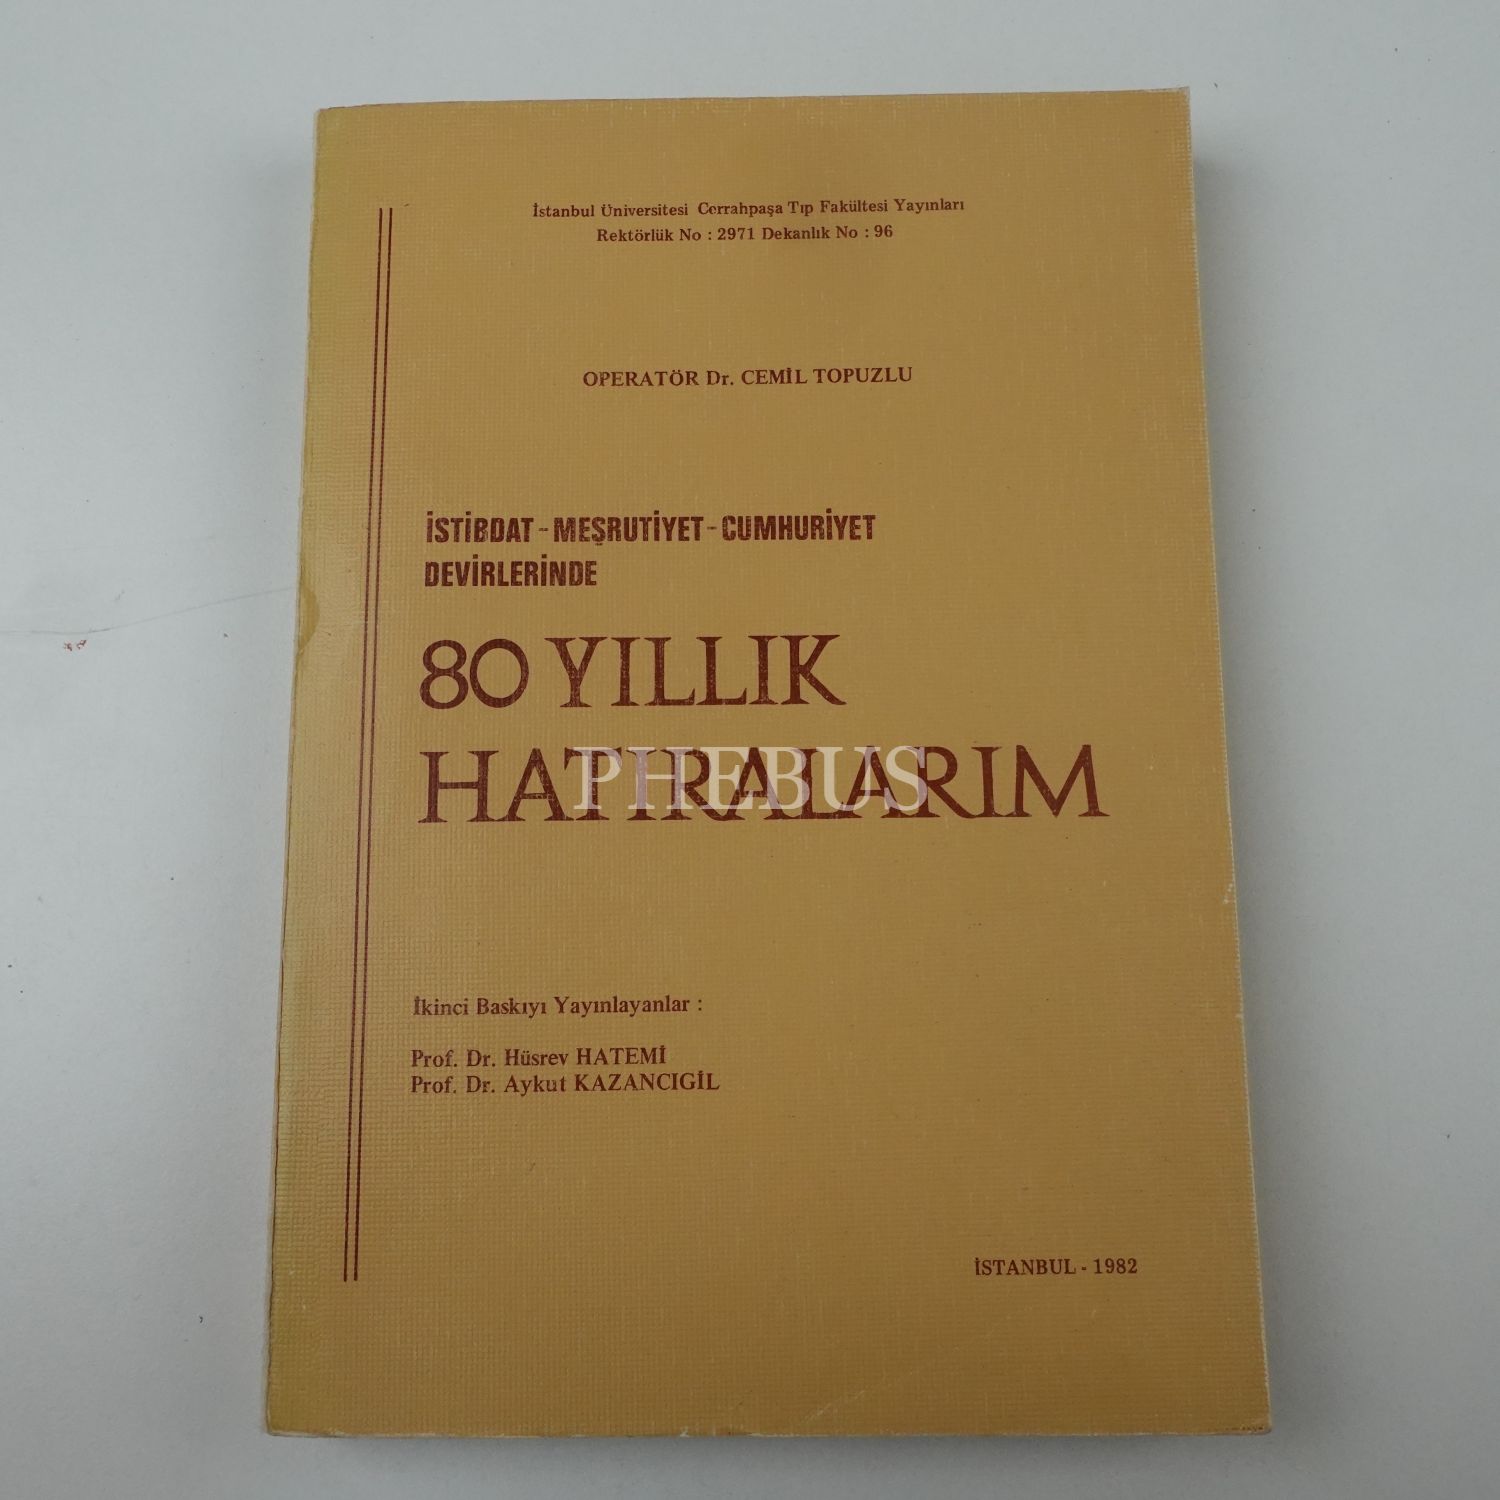 İstanbul Üniversitesi Cerrahpaşa Tıp Fakültesi Yayınları
Rektörlük No : 2971 Dekanlık No : 96
OPERATÖR Dr. CEMİL TOPUZLU
İSTİBDAT - MEŞRUTİYET - CUMHURİYET
DEVİRLERİNDE
80 YILLIK
HATIRALARIM
PHEBUS
İkinci Baskıyı Yayınlayanlar :
Prof. Dr. Hüsrev HATEMİ
Prof. Dr. Aykut KAZANCIGİL
İSTANBUL - 1982